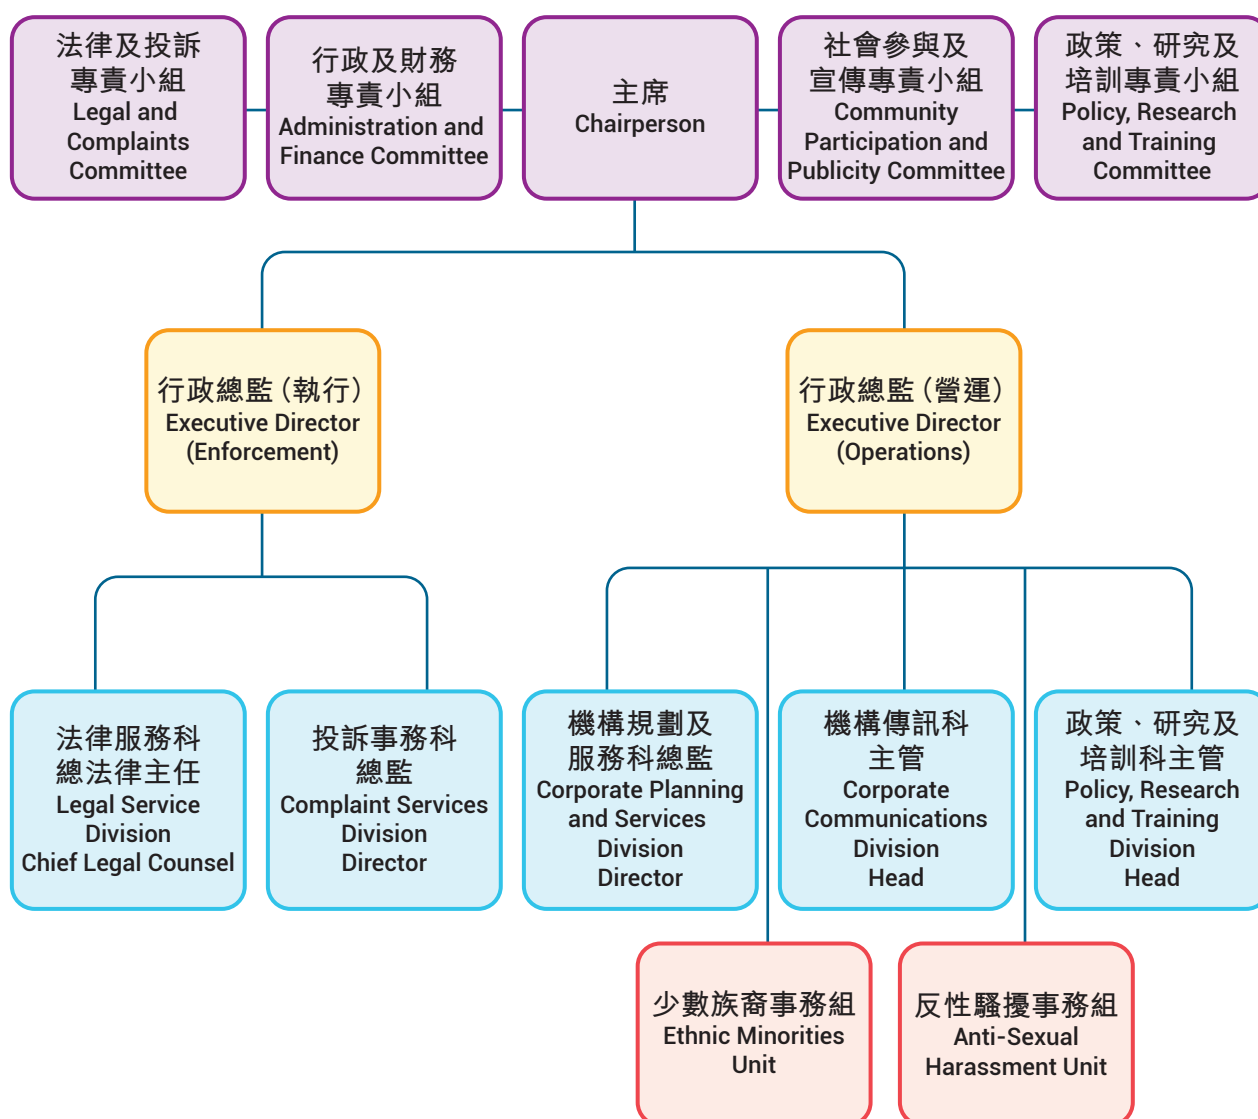 法律及投訴
專責小組
Legal and
Complaints
Committee
行政及財務
專責小組
Administration and
Finance Committee
主席
Chairperson
社會參與及
宣傳專責小組
Community
Participation and
Publicity Committee
政策、研究及
培訓專責小組
Policy, Research
and Training
Committee
行政總監（執行）
Executive Director
(Enforcement)
行政總監（營運）
Executive Director
(Operations)
法律服務科
總法律主任
Legal Service
Division
Chief Legal Counsel
投訴事務科
總監
Complaint Services
Division
Director
機構規劃及
服務科總監
Corporate Planning
and Services
Division
Director
機構傳訊科
主管
Corporate
Communications
Division
Head
政策、研究及
培訓科主管
Policy, Research
and Training
Division
Head
少數族裔事務組
Ethnic Minorities
Unit
反性騷擾事務組
Anti-Sexual
Harassment Unit